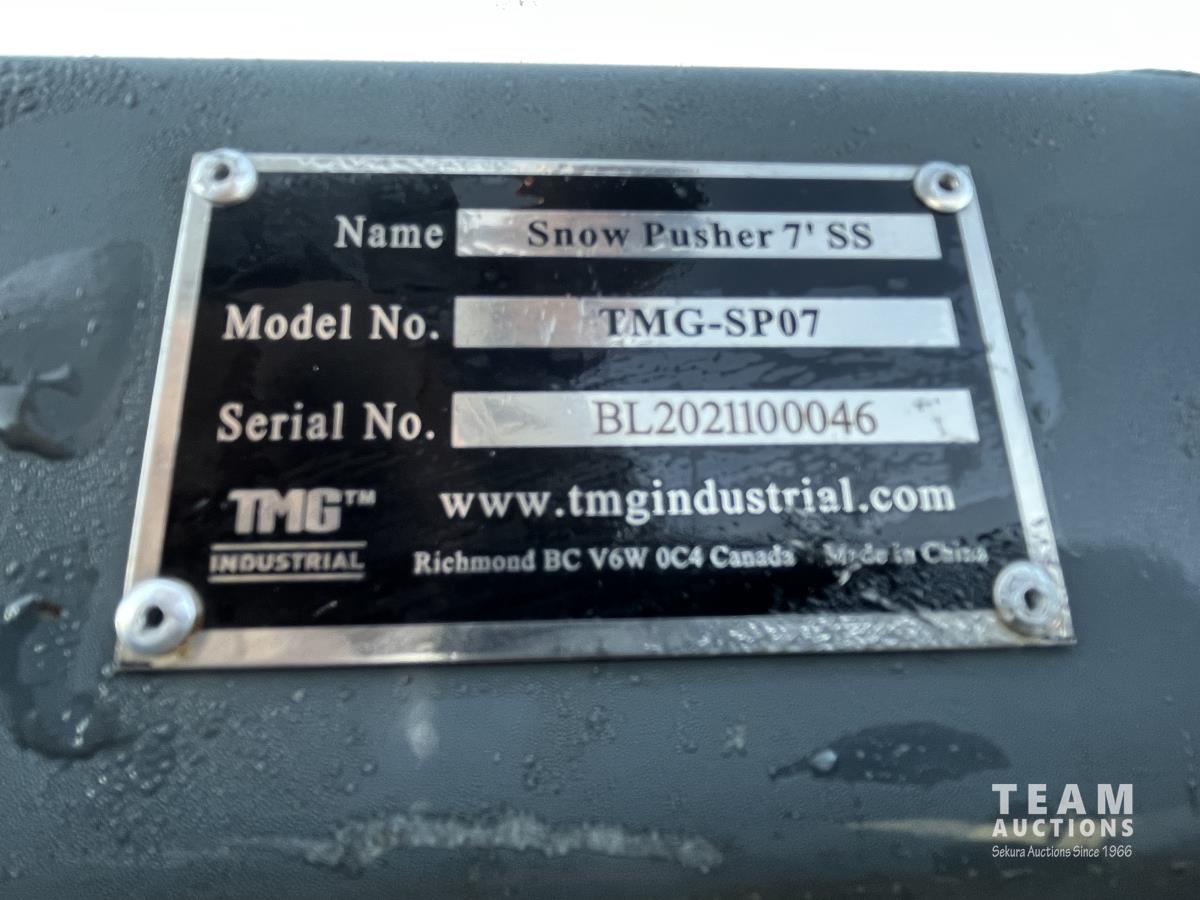 Name Snow Pusher 7' SS
Model No. TMG-SP07
Serial No. BL2021100046
TMG™ www.tmgindustrial.com
INDUSTRIAL Richmond BC V6W 0C4 Canada Made in China
TEAM
AUCTIONS
Sekura Auctions Since 1966